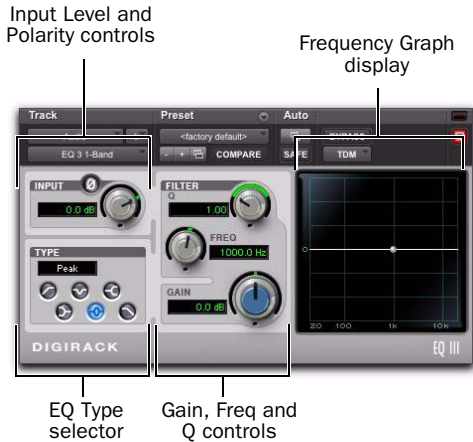 Input Level and
Polarity controls
Frequency Graph
display
Track
Preset
Auto
<factory default>
BYPASS
EQ 3 1-Band
- + COMPARE
SAFE
TDM
INPUT
Ø
0.0 dB
FILTER
Q
1.00
FREQ
1000.0 Hz
TYPE
Peak
GAIN
0.0 dB
0
20 100 1k 10k
DIGIRACK
EQ III
EQ Type
selector
Gain, Freq and
Q controls